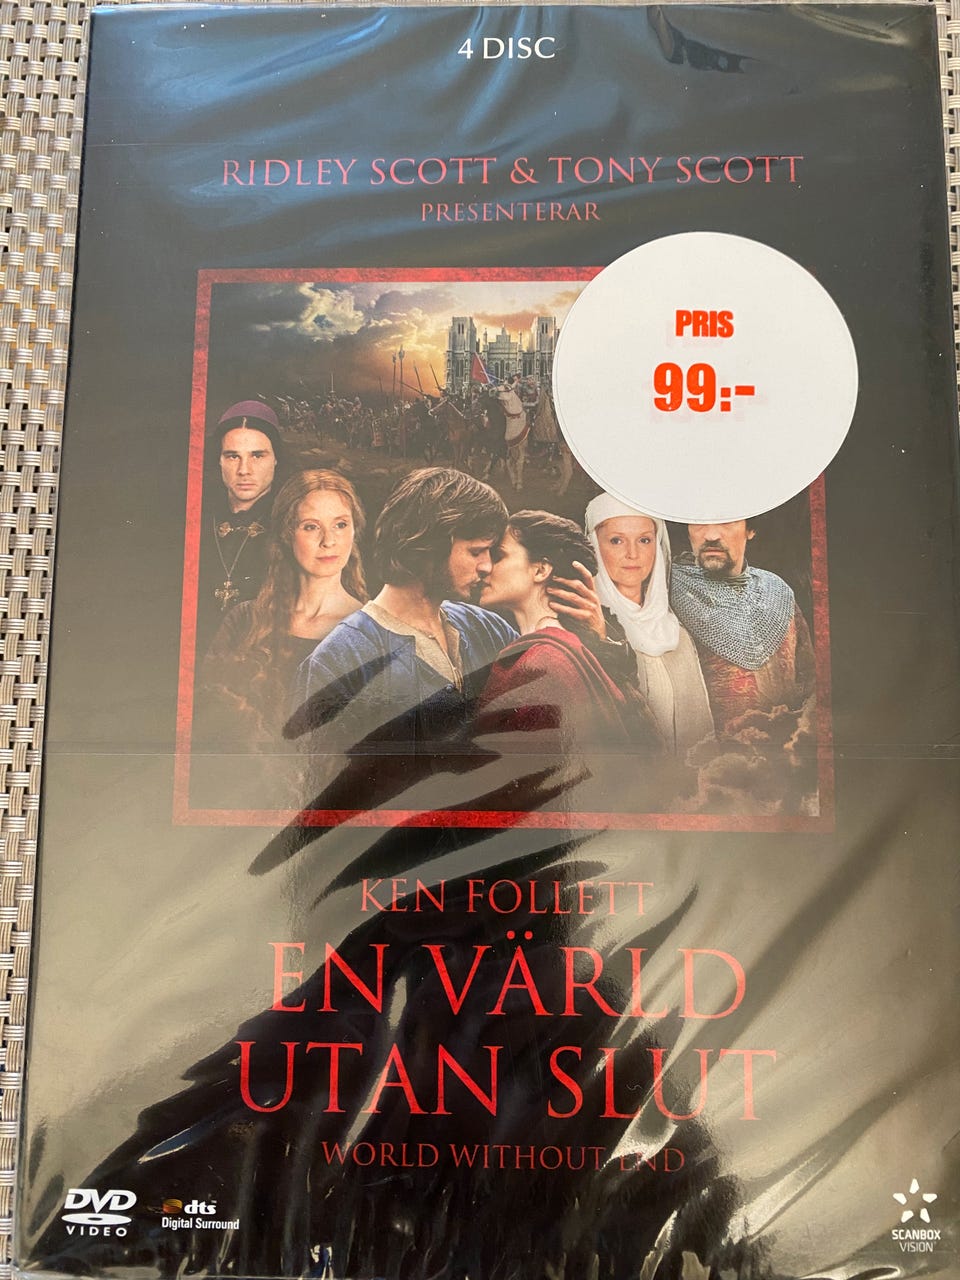 4 DISC
RIDLEY SCOTT & TONY SCOTT
PRESENTERAR
PRIS
99:-
KEN FOLLETT
EN VÄRLD
UTAN SLUT
WORLD WITHOUT END
DVD
VIDEO
dts
Digital Surround
SCANBOX
VISION